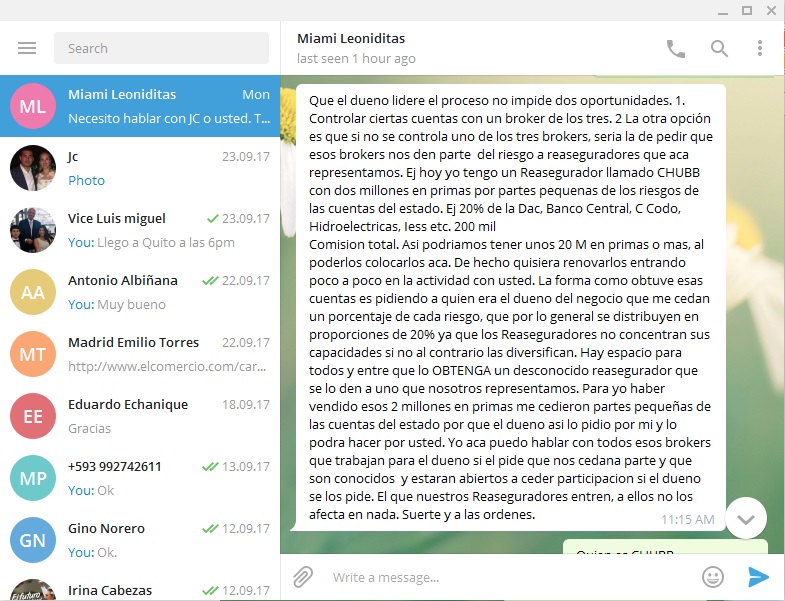 Search
Miami Leoniditas
last seen 1 hour ago
ML
Miami Leoniditas
Mon
Necesito hablar con JC o usted. T...
Jc
23.09.17
Photo
Vice Luis miguel
23.09.17
You: Llego a Quito a las 6pm
AA
Antonio Albiñana
22.09.17
You: Muy bueno
MT
Madrid Emilio Torres
22.09.17
http://www.elcomercio.com/car...
EE
Eduardo Echanique
18.09.17
Gracias
MP
+593 992742611
13.09.17
You: Ok
GN
Gino Norero
12.09.17
You: Ok.
Irina Cabezas
12.09.17
Que el dueno lidere el proceso no impide dos oportunidades. 1.
Controlar ciertas cuentas con un broker de los tres. 2 La otra opción
es que si no se controla uno de los tres brokers, seria la de pedir que
esos brokers nos den parte  del riesgo a reaseguradores que aca
representamos. Ej hoy yo tengo un Reasegurador llamado CHUBB
con dos millones en primas por partes pequenas de los riesgos de
las cuentas del estado. Ej 20% de la Dac, Banco Central, C Codo,
Hidroelectricas, Iess etc. 200 mil
Comision total. Asi podriamos tener unos 20 M en primas o mas, al
poderlos colocarlos aca. De hecho quisiera renovarlos entrando
poco a poco en la actividad con usted. La forma como obtuve esas
cuentas es pidiendo a quien era el dueno del negocio que me cedan
un porcentaje de cada riesgo, que por lo general se distribuyen en
proporciones de 20% ya que los Reaseguradores no concentran sus
capacidades si no al contrario las diversifican. Hay espacio para
todos y entre que lo OBTENGA un desconocido reasegurador que
se lo den a uno que nosotros representamos. Para yo haber
vendido esos 2 millones en primas me cedieron partes pequeñas de
las cuentas del estado por que el dueno asi lo pidio por mi y lo
podra hacer por usted. Yo aca puedo hablar con todos esos brokers
que trabajan para el dueno si el pide que nos cedana parte y que
son conocidos  y estaran abiertos a ceder participacion si el dueno
se los pide. El que nuestros Reaseguradores entren, a ellos no los
afecta en nada. Suerte y a las ordenes.
11:15 AM
Quien es CHUBB
Write a message...